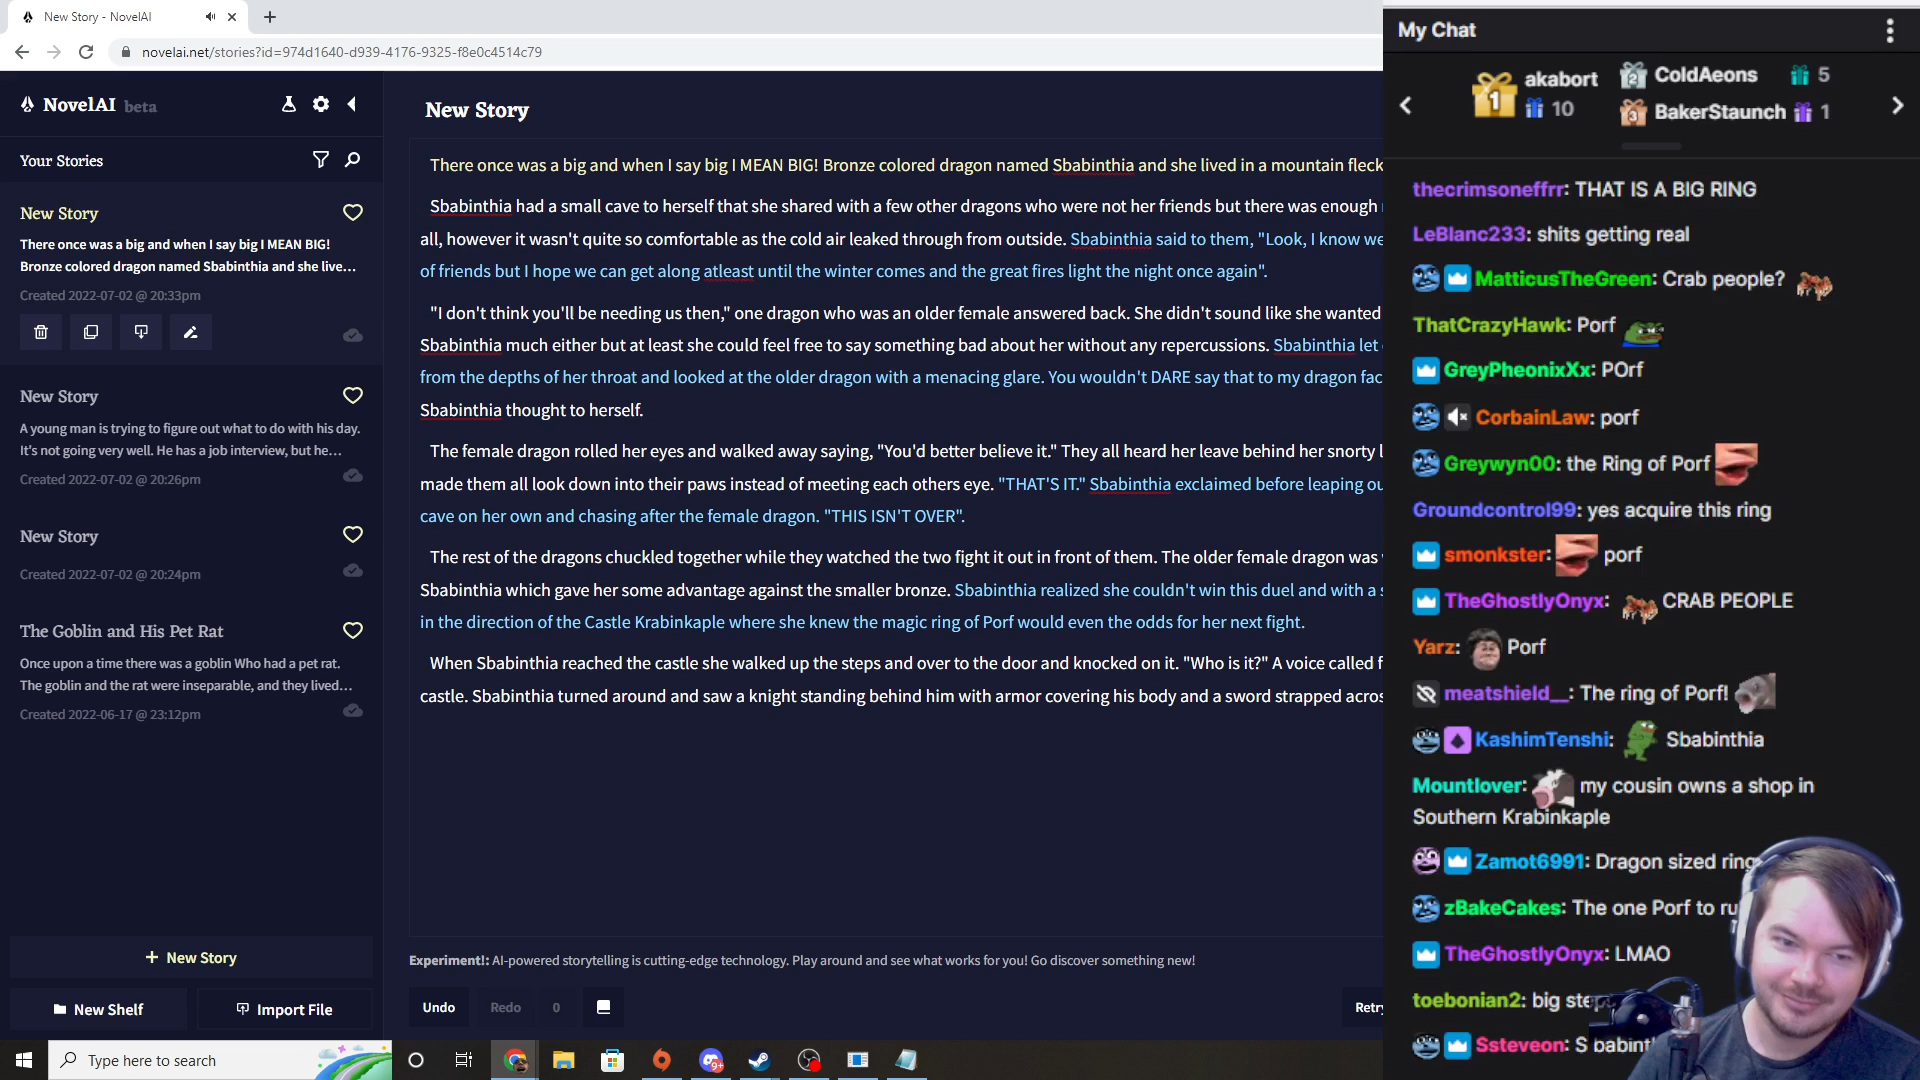 New Story - NovelAI
novelai.net/stories?id=974d1640-d939-4176-9325-f8e0c4514c79
NovelAI beta
Your Stories
New Story
There once was a big and when I say big I MEAN BIG!
Bronze colored dragon named Sbabinthia and she live...
Created 2022-07-02 @ 20:33pm
New Story
A young man is trying to figure out what to do with his day.
It's not going very well. He has a job interview, but he...
Created 2022-07-02 @ 20:26pm
New Story
Created 2022-07-02 @ 20:24pm
The Goblin and His Pet Rat
Once upon a time there was a goblin Who had a pet rat.
The goblin and the rat were inseparable, and they lived...
Created 2022-06-17 @ 23:12pm
+ New Story
New Shelf
Import File
New Story
There once was a big and when I say big I MEAN BIG! Bronze colored dragon named Sbabinthia and she lived in a mountain fleck
Sbabinthia had a small cave to herself that she shared with a few other dragons who were not her friends but there was enough
all, however it wasn't quite so comfortable as the cold air leaked through from outside. Sbabinthia said to them, "Look, I know we
of friends but I hope we can get along atleast until the winter comes and the great fires light the night once again".
"I don't think you'll be needing us then," one dragon who was an older female answered back. She didn't sound like she wanted
Sbabinthia much either but at least she could feel free to say something bad about her without any repercussions. Sbabinthia let
from the depths of her throat and looked at the older dragon with a menacing glare. You wouldn't DARE say that to my dragon fac
Sbabinthia thought to herself.
The female dragon rolled her eyes and walked away saying, "You'd better believe it." They all heard her leave behind her snorty l
made them all look down into their paws instead of meeting each others eye. "THAT'S IT." Sbabinthia exclaimed before leaping ou
cave on her own and chasing after the female dragon. "THIS ISN'T OVER".
The rest of the dragons chuckled together while they watched the two fight it out in front of them. The older female dragon was
Sbabinthia which gave her some advantage against the smaller bronze. Sbabinthia realized she couldn't win this duel and with a s
in the direction of the Castle Krabinkaple where she knew the magic ring of Porf would even the odds for her next fight.
When Sbabinthia reached the castle she walked up the steps and over to the door and knocked on it. "Who is it?" A voice called f
castle. Sbabinthia turned around and saw a knight standing behind him with armor covering his body and a sword strapped acros
Experiment!: AI-powered storytelling is cutting-edge technology. Play around and see what works for you! Go discover something new!
Undo
Redo
0
Retry
Type here to search
9+
My Chat
1 akabort 10
2 ColdAeons 5
3 BakerStaunch 1
thecrimsoneffrr: THAT IS A BIG RING
LeBlanc233: shits getting real
MatticusTheGreen: Crab people?
ThatCrazyHawk: Porf
GreyPheonixXx: POrf
CorbainLaw: porf
Greywyn00: the Ring of Porf
Groundcontrol99: yes acquire this ring
smonkster: porf
TheGhostlyOnyx: CRAB PEOPLE
Yarz: Porf
meatshield__: The ring of Porf!
KashimTenshi: Sbabinthia
Mountlover: my cousin owns a shop in
Southern Krabinkaple
Zamot6991: Dragon sized ring
zBakeCakes: The one Porf to ru
TheGhostlyOnyx: LMAO
toebonian2: big step
Ssteveon: S babint